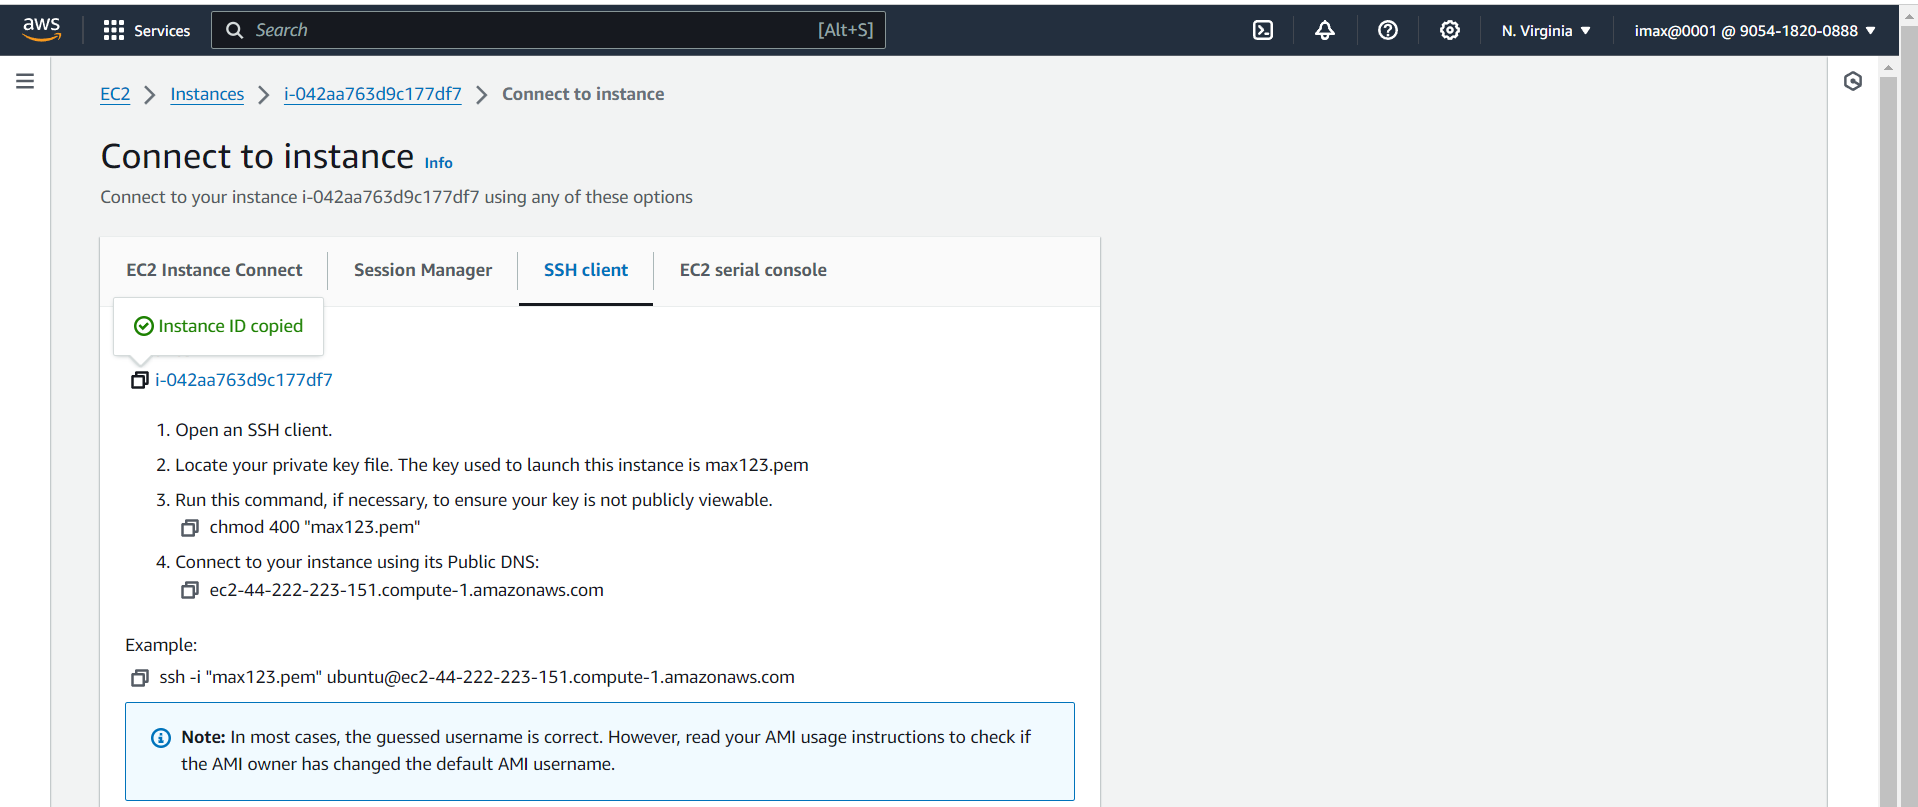 aws
Services
Search
[Alt+S]
N. Virginia
imax@0001 @ 9054-1820-0888
EC2
Instances
i-042aa763d9c177df7
Connect to instance
Connect to instance Info
Connect to your instance i-042aa763d9c177df7 using any of these options
EC2 Instance Connect
Session Manager
SSH client
EC2 serial console
Instance ID copied
i-042aa763d9c177df7
1. Open an SSH client.
2. Locate your private key file. The key used to launch this instance is max123.pem
3. Run this command, if necessary, to ensure your key is not publicly viewable.
chmod 400 "max123.pem"
4. Connect to your instance using its Public DNS:
ec2-44-222-223-151.compute-1.amazonaws.com
Example:
ssh -i "max123.pem" ubuntu@ec2-44-222-223-151.compute-1.amazonaws.com
Note: In most cases, the guessed username is correct. However, read your AMI usage instructions to check if
the AMI owner has changed the default AMI username.